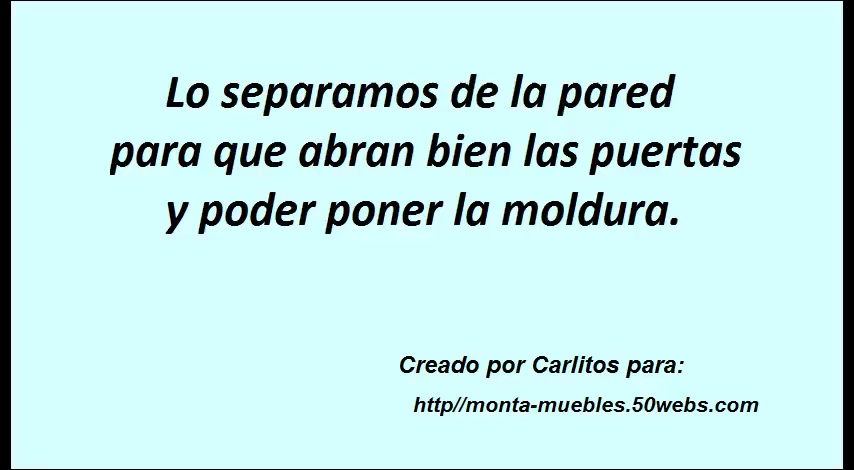 Lo separamos de la pared
para que abran bien las puertas
y poder poner la moldura.
Creado por Carlitos para:
http//monta-muebles.50webs.com